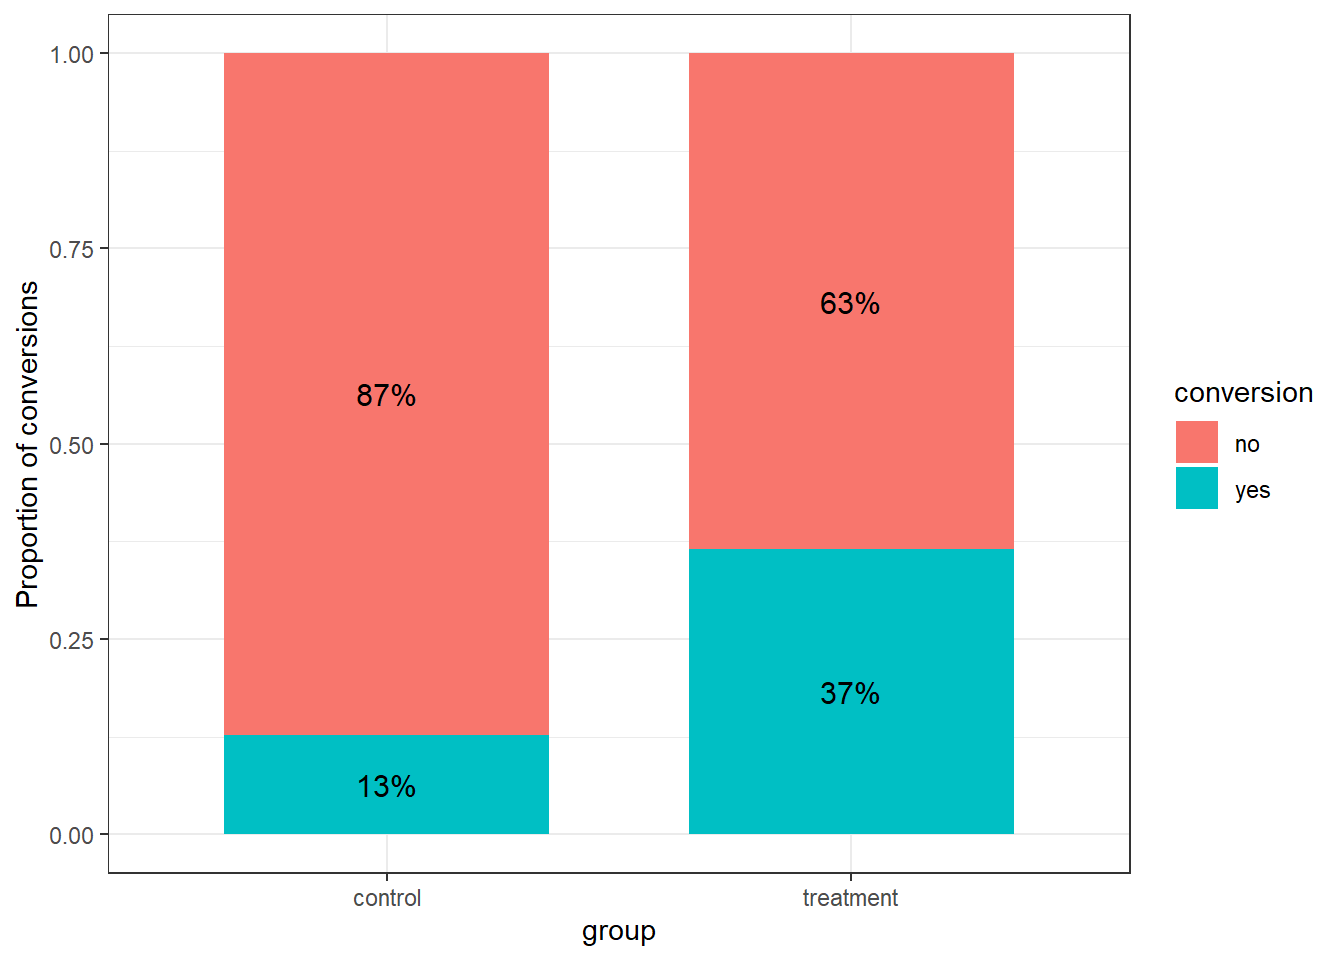 Proportion of conversions
1.00
0.75
0.50
0.25
0.00
87%
13%
63%
37%
control
treatment
group
conversion
no
yes